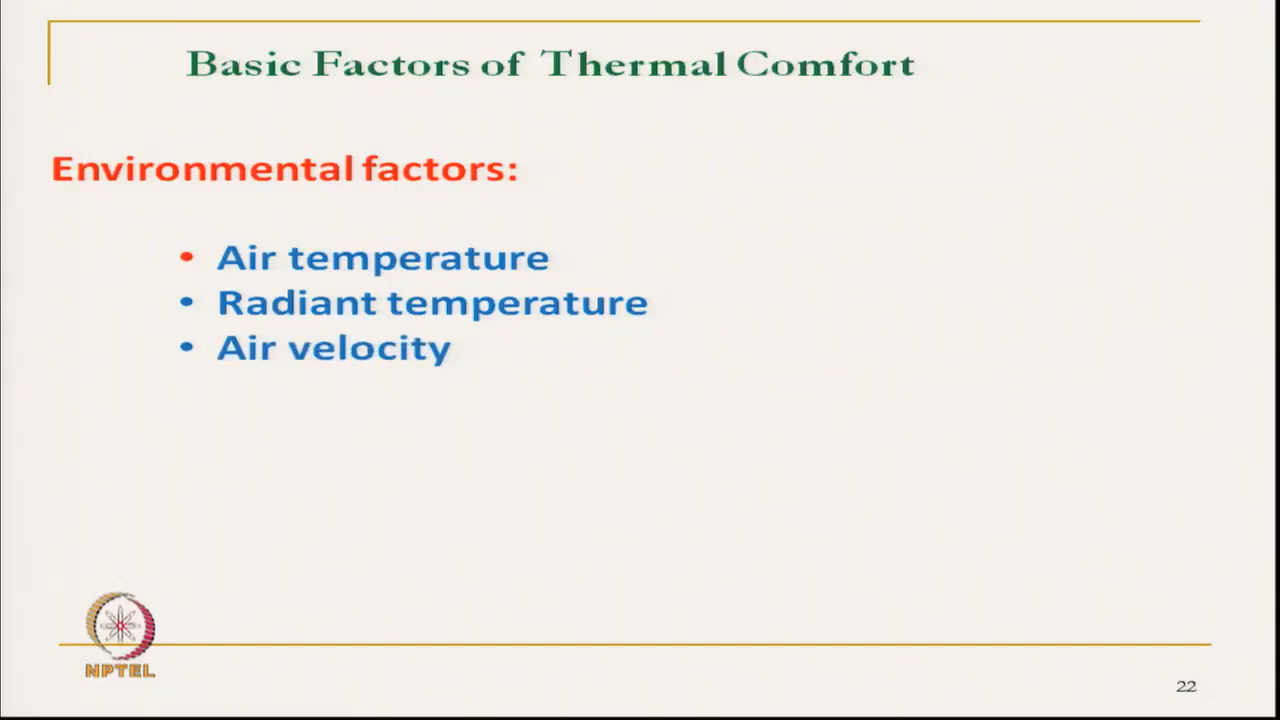 Basic Factors of Thermal Comfort
Environmental factors:
• Air temperature
• Radiant temperature
• Air velocity
NPTEL
22